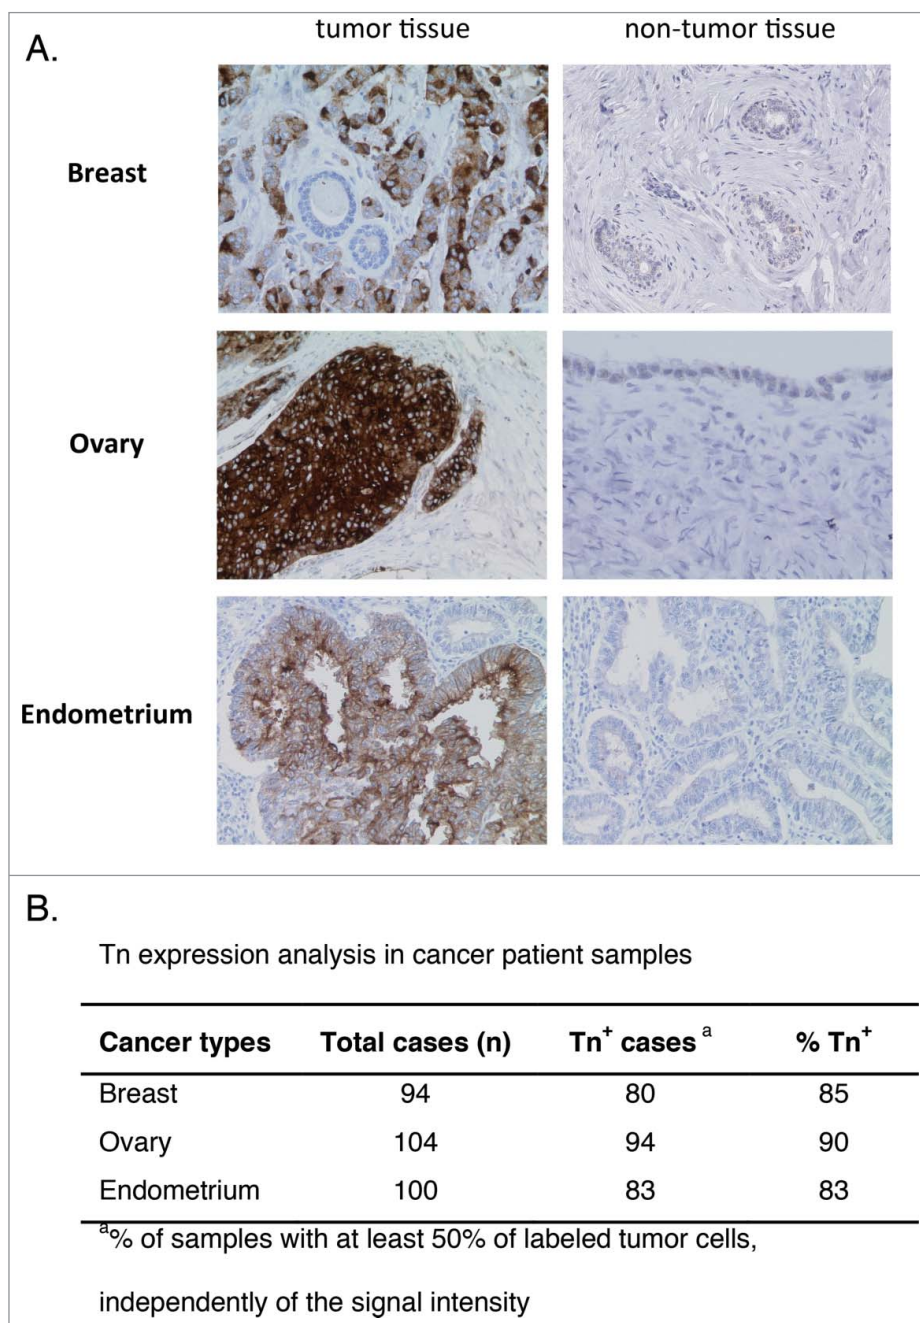 A.
tumor tissue non-tumor tissue
Breast
Ovary
Endometrium
B.
Tn expression analysis in cancer patient samples
Cancer types Total cases (n) Tn⁺ cases ᵃ % Tn⁺
Breast 94 80 85
Ovary 104 94 90
Endometrium 100 83 83
ᵃ% of samples with at least 50% of labeled tumor cells,
independently of the signal intensity